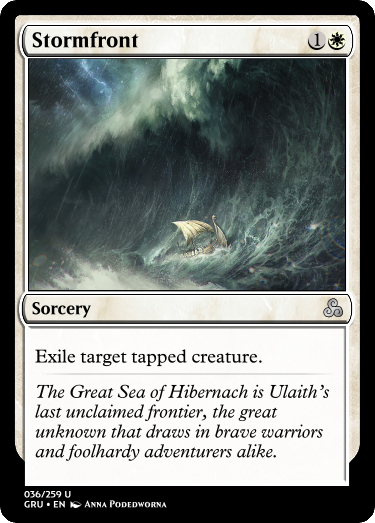 Stormfront 1
Sorcery
Exile target tapped creature.
The Great Sea of Hibernach is Ulaith's
last unclaimed frontier, the great
unknown that draws in brave warriors
and foolhardy adventurers alike.
036/259 U
GRU • EN Anna Podedworna